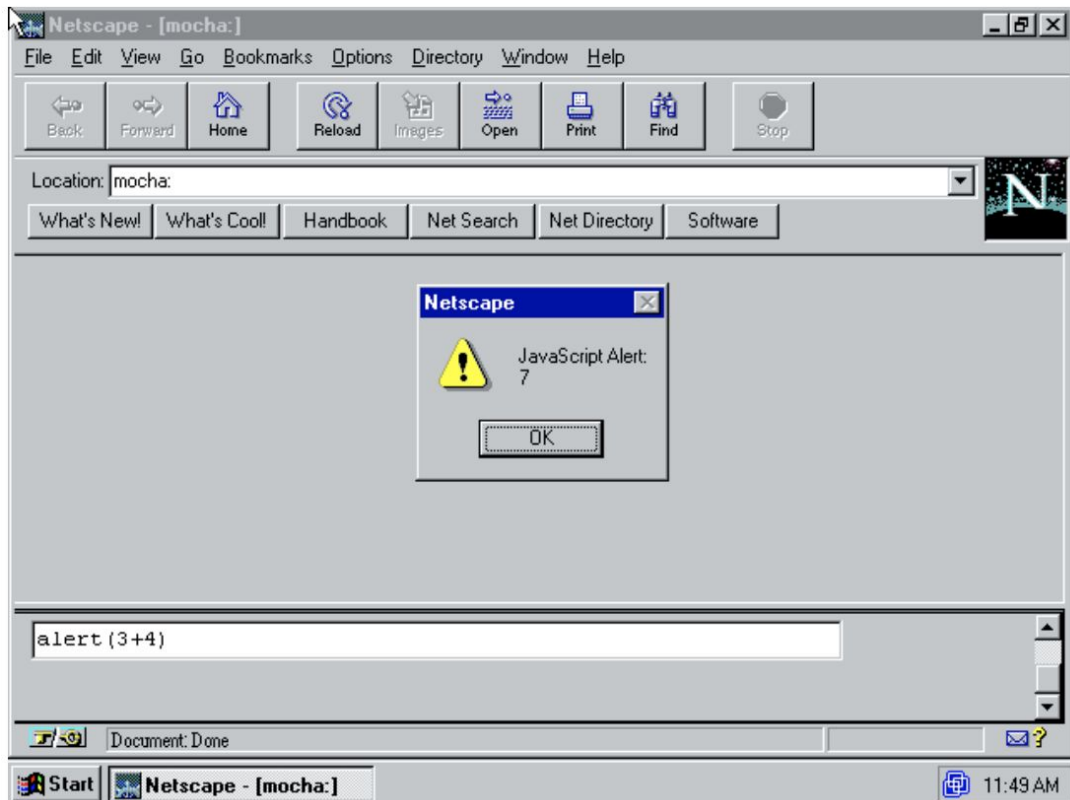 Netscape - [mocha:]
File Edit View Go Bookmarks Options Directory Window Help
Back Forward Home Reload Images Open Print Find Stop
Location: mocha:
N
What's New! What's Cool! Handbook Net Search Net Directory Software
Netscape
JavaScript Alert:
7
OK
alert(3+4)
Document: Done
?
Start Netscape - [mocha:] 11:49 AM